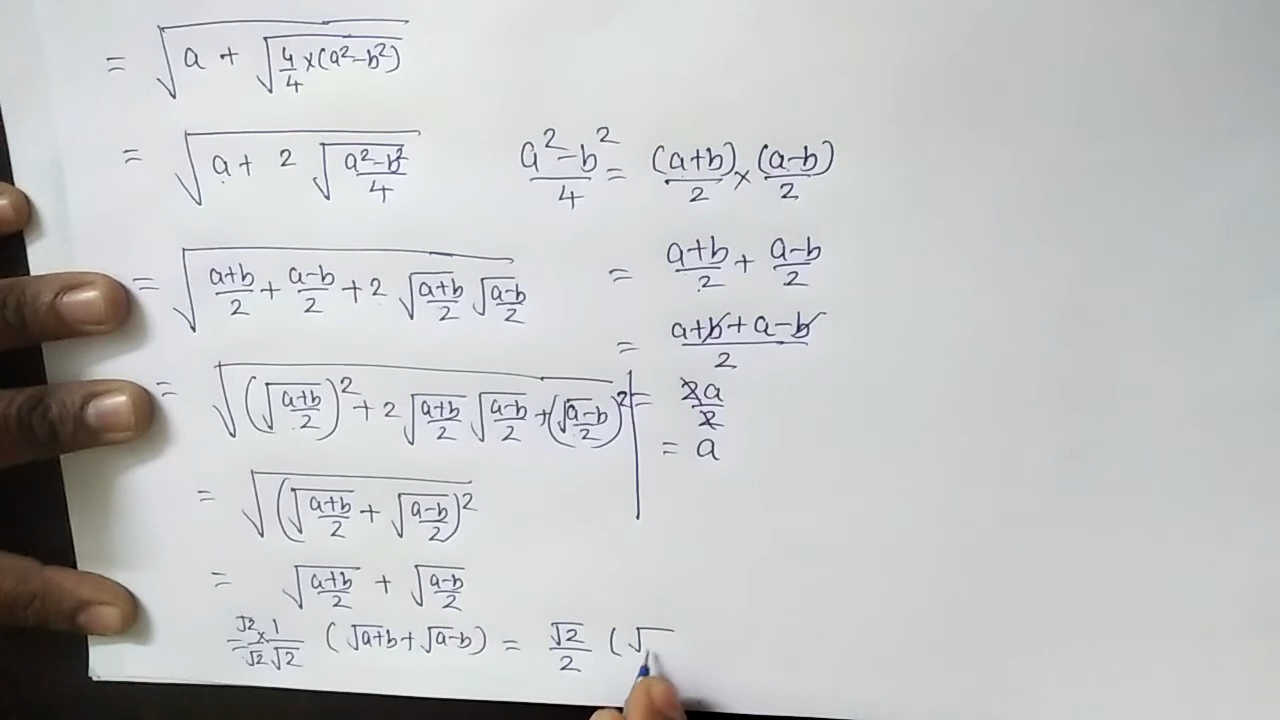 = √(a + √(4/4 ×(a²-b²)))
= √(a + 2 √((a²-b²)/4))
(a²-b²)/4 = (a+b)/2 × (a-b)/2
= √((a+b)/2 + (a-b)/2 + 2 √((a+b)/2) √((a-b)/2))
= (a+b)/2 + (a-b)/2
= (a+b+a-b)/2
= √((√((a+b)/2))² + 2 √((a+b)/2) √((a-b)/2) + (√((a-b)/2))²)
= 2a/2
= a
= √((√((a+b)/2) + √((a-b)/2))²)
= √((a+b)/2) + √((a-b)/2)
= √2/√2 × 1/√2 (√(a+b) + √(a-b)) = √2/2 (√